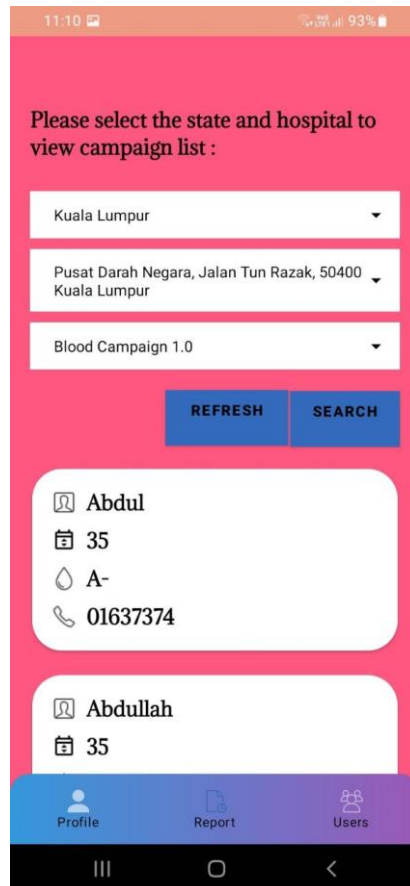 11:10 93%
Please select the state and hospital to
view campaign list :
Kuala Lumpur
Pusat Darah Negara, Jalan Tun Razak, 50400
Kuala Lumpur
Blood Campaign 1.0
REFRESH SEARCH
Abdul
35
A-
01637374
Abdullah
35
Profile Report Users